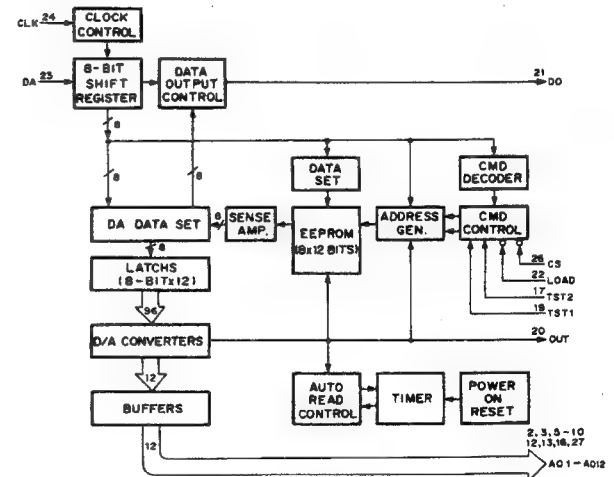 CLK 24
CLOCK
CONTROL
DA 23
8-BIT
SHIFT
REGISTER
DATA
OUTPUT
CONTROL
21
DO
8
8
8
DATA
SET
CMD
DECODER
DA DATA SET
8
SENSE
AMP.
EEPROM
(8x12 BITS)
ADDRESS
GEN.
CMD
CONTROL
8
LATCHS
(8-BITx12)
26 CS
22 LOAD
17 TST2
TST1
96
D/A CONVERTERS
20
OUT
12
BUFFERS
AUTO
READ
CONTROL
TIMER
POWER
ON
RESET
12
2, 3, 5-10
12, 13, 16, 27
AO1-AO12